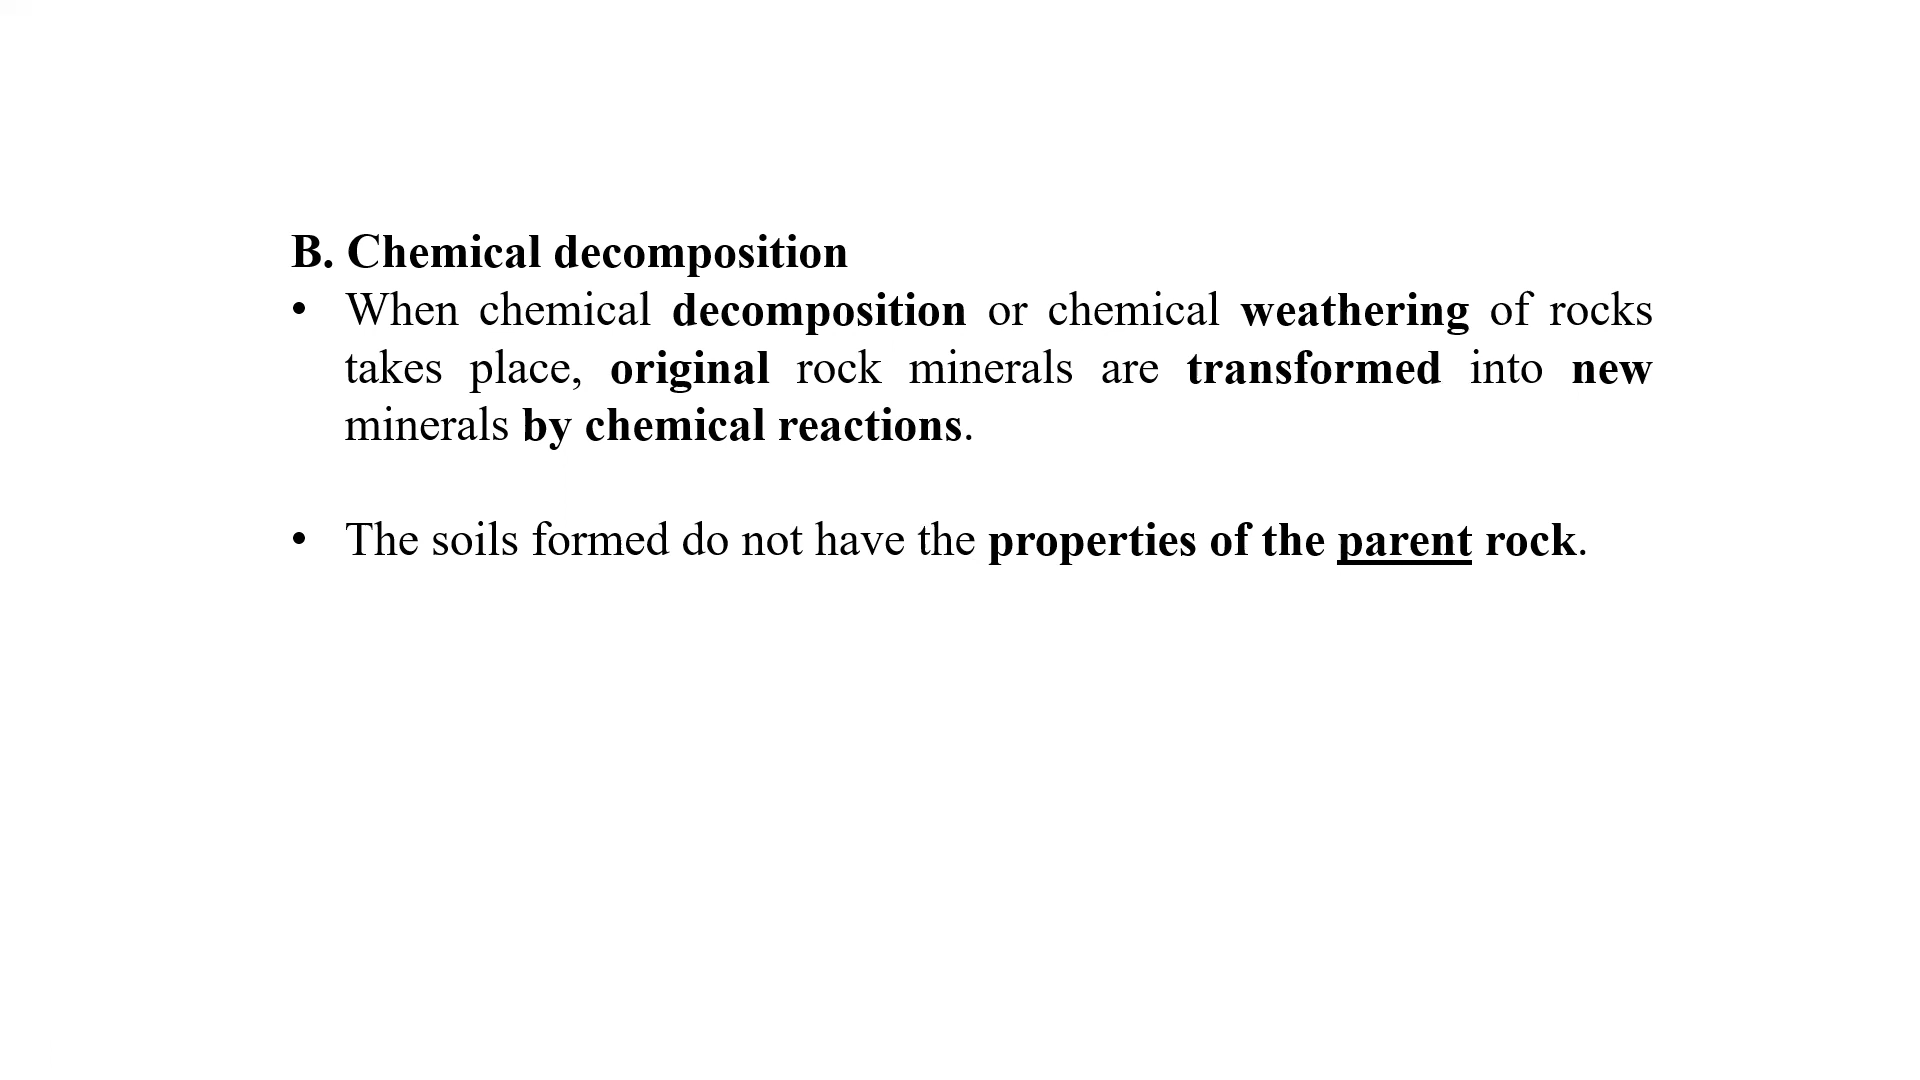 B. Chemical decomposition
• When chemical decomposition or chemical weathering of rocks
takes place, original rock minerals are transformed into new
minerals by chemical reactions.
• The soils formed do not have the properties of the parent rock.